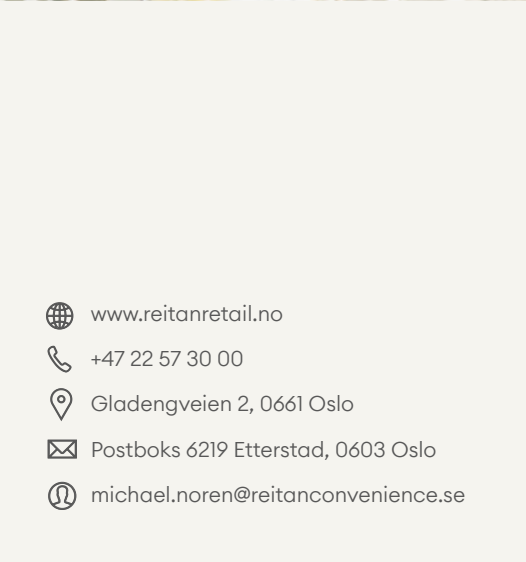 www.reitanretail.no
+47 22 57 30 00
Gladengveien 2, 0661 Oslo
Postboks 6219 Etterstad, 0603 Oslo
michael.noren@reitanconvenience.se